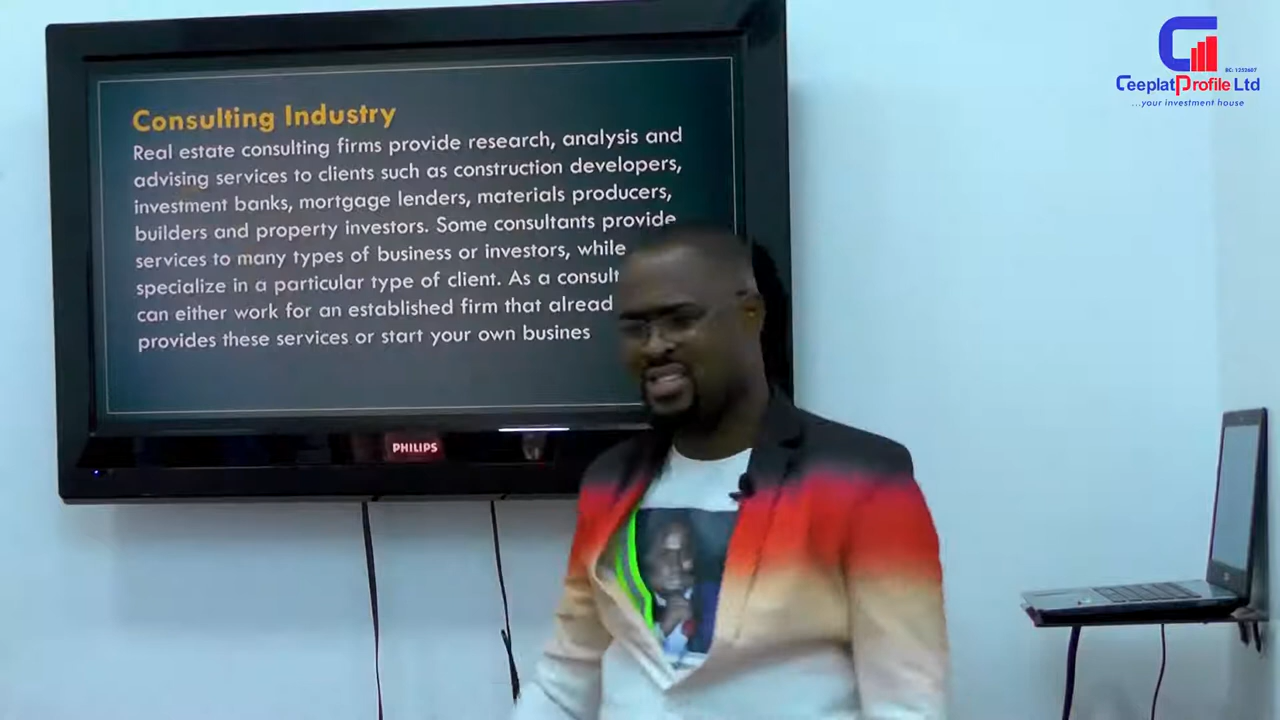 Consulting Industry
Real estate consulting firms provide research, analysis and
advising services to clients such as construction developers,
investment banks, mortgage lenders, materials producers,
builders and property investors. Some consultants provide
services to many types of business or investors, while
specialize in a particular type of client. As a consult
can either work for an established firm that alread
provides these services or start your own busines
PHILIPS
RC: 1252607
CeeplatProfile Ltd
...your investment house